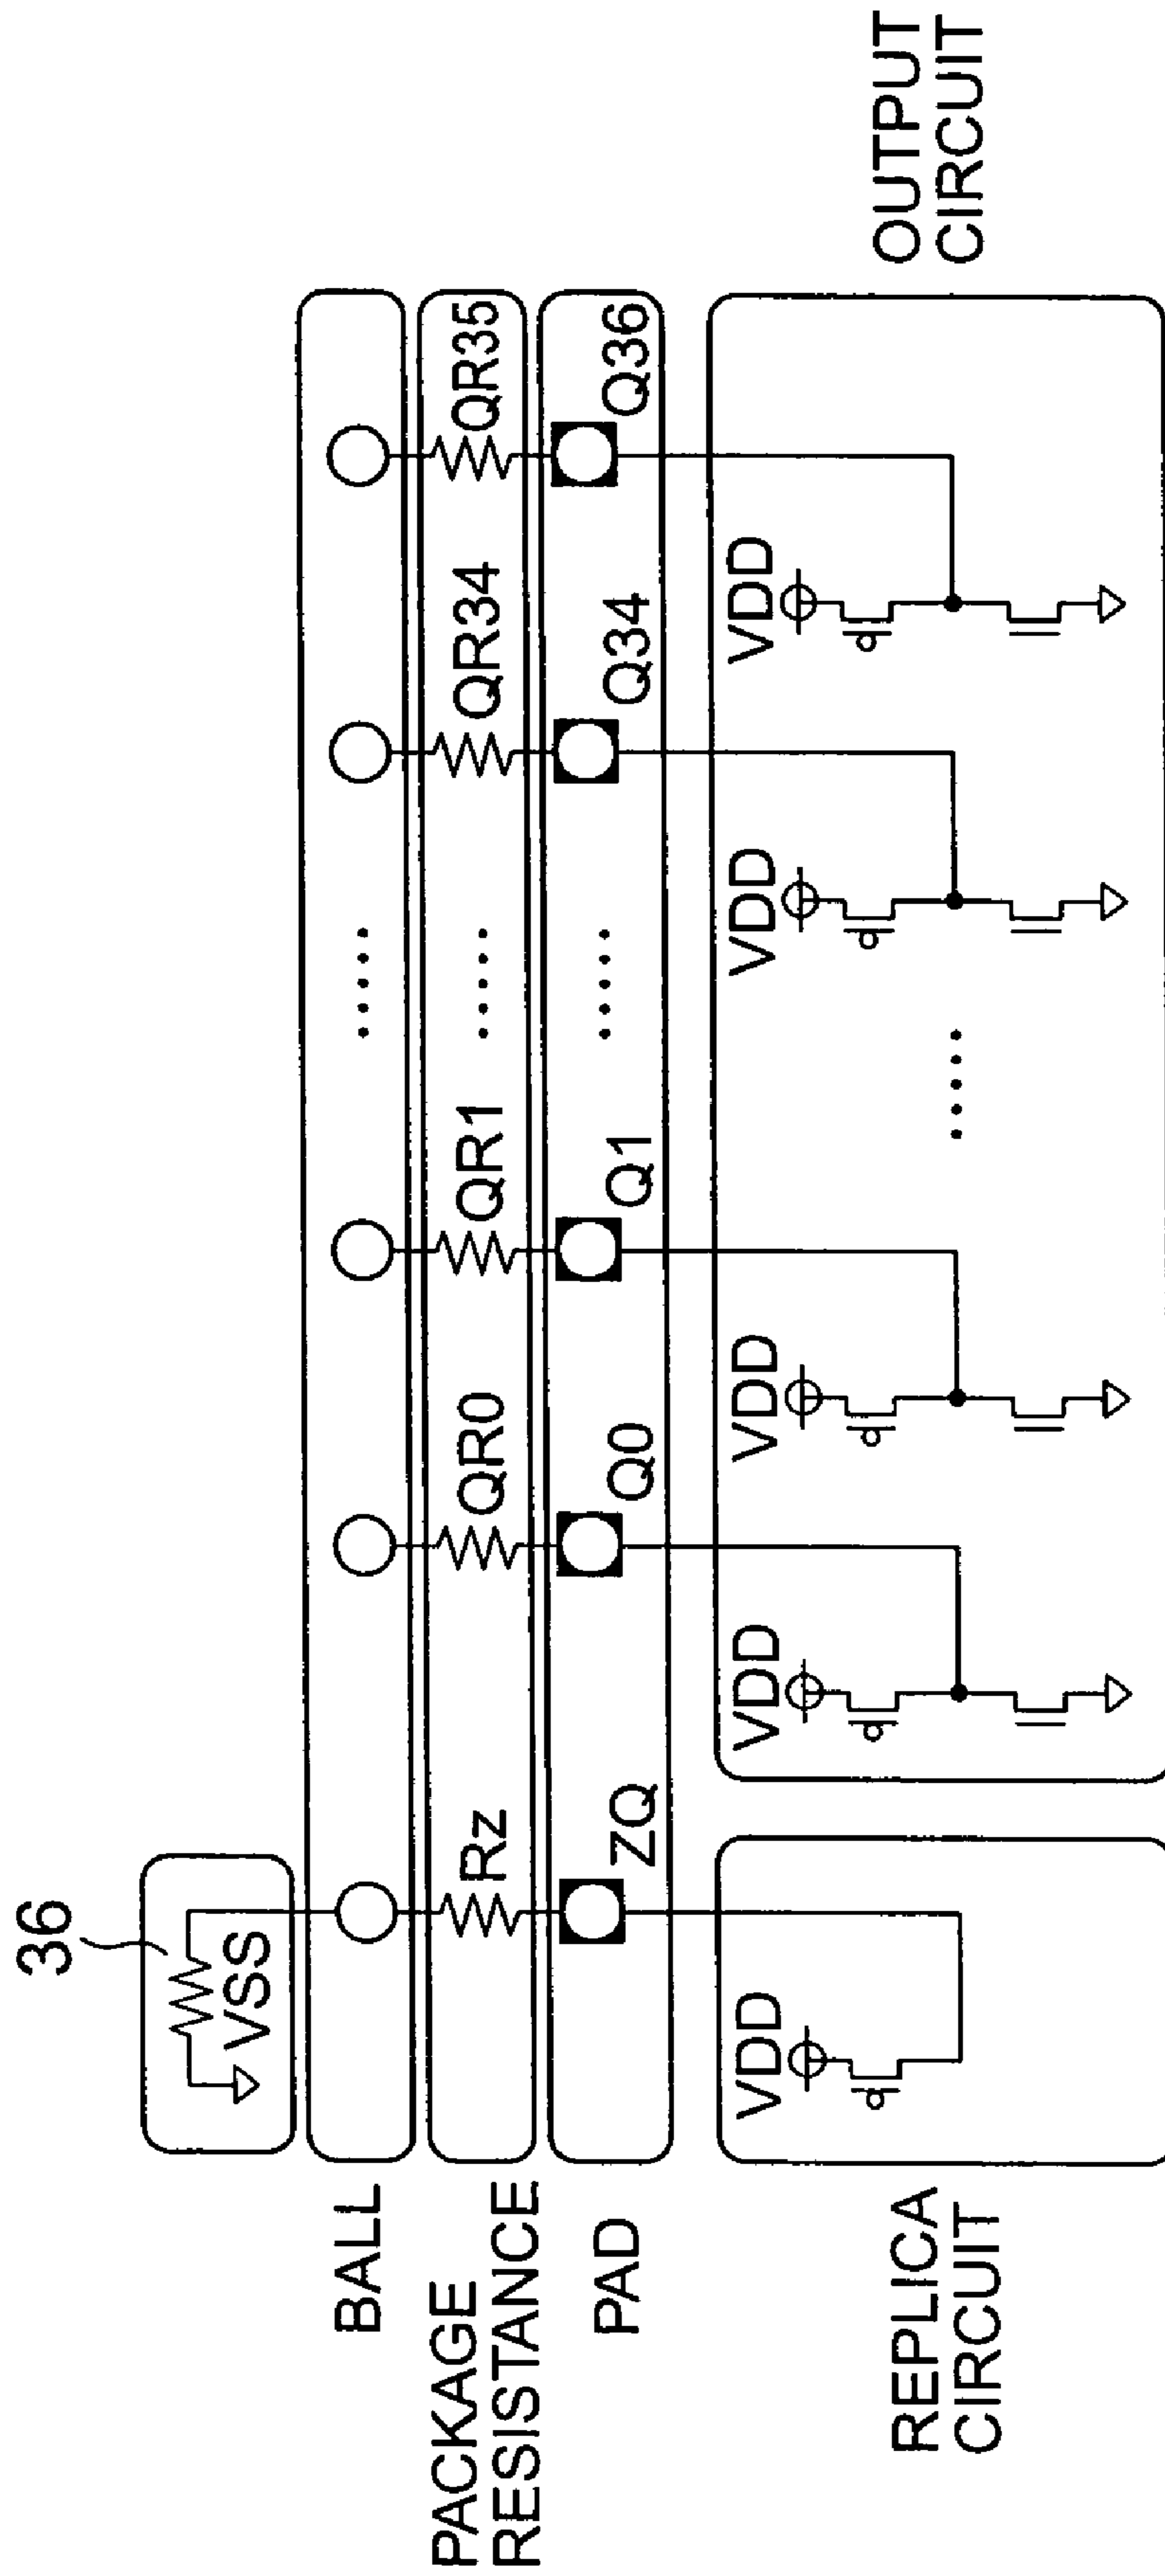 36
VSS
BALL
PACKAGE
RESISTANCE
Rz
QR0
QR1
.....
QR34
QR35
PAD
ZQ
Q0
Q1
.....
Q34
Q36
REPLICA
CIRCUIT
VDD
VDD
VDD
.....
VDD
VDD
OUTPUT
CIRCUIT